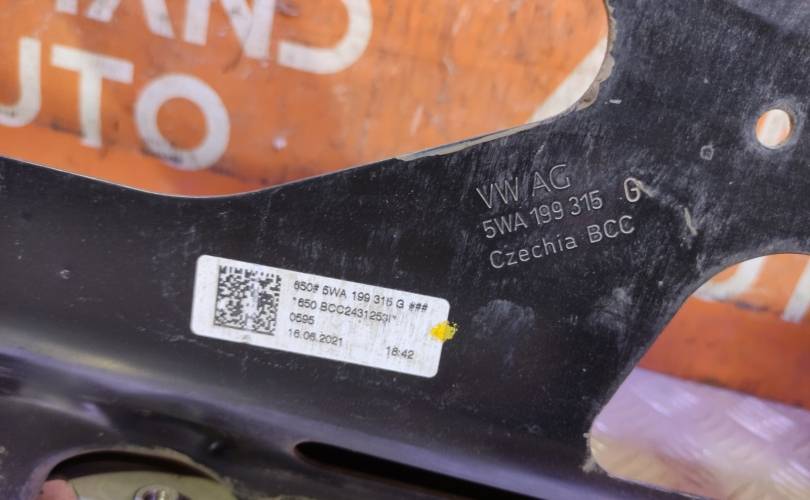 VW AG
5WA 199 315 G
Czechia BCC
650# 5WA 199 315 G ###
*650 BCC2431253I*
0595
16.06.2021 18:42